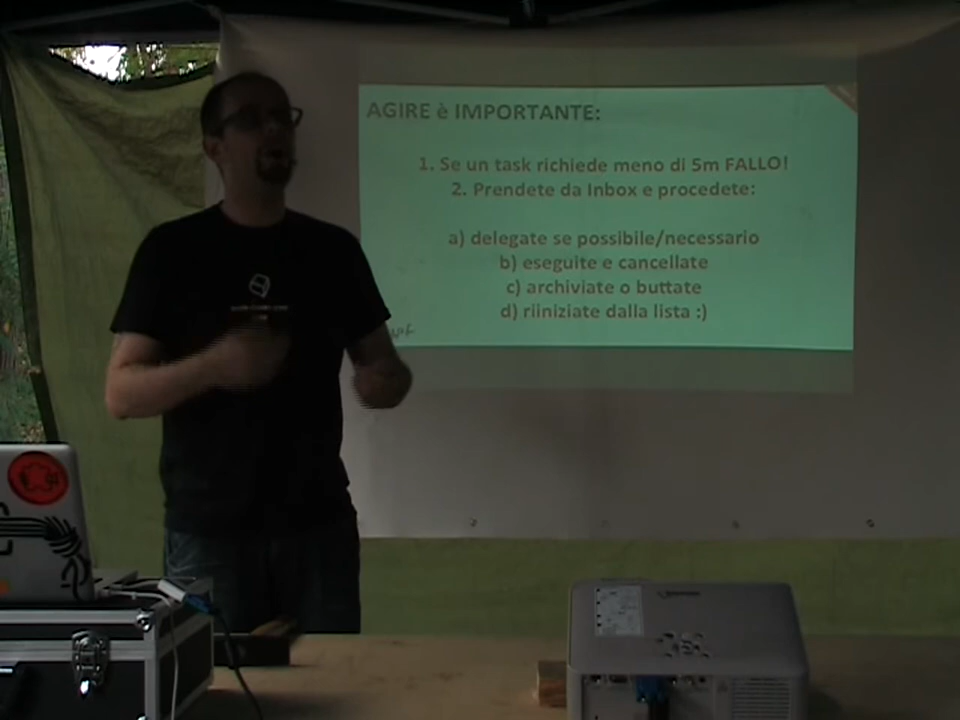 AGIRE è IMPORTANTE:
1. Se un task richiede meno di 5m FALLO!
2. Prendete da Inbox e procedete:
a) delegate se possibile/necessario
b) eseguite e cancellate
c) archiviate o buttate
d) riiniziate dalla lista :)